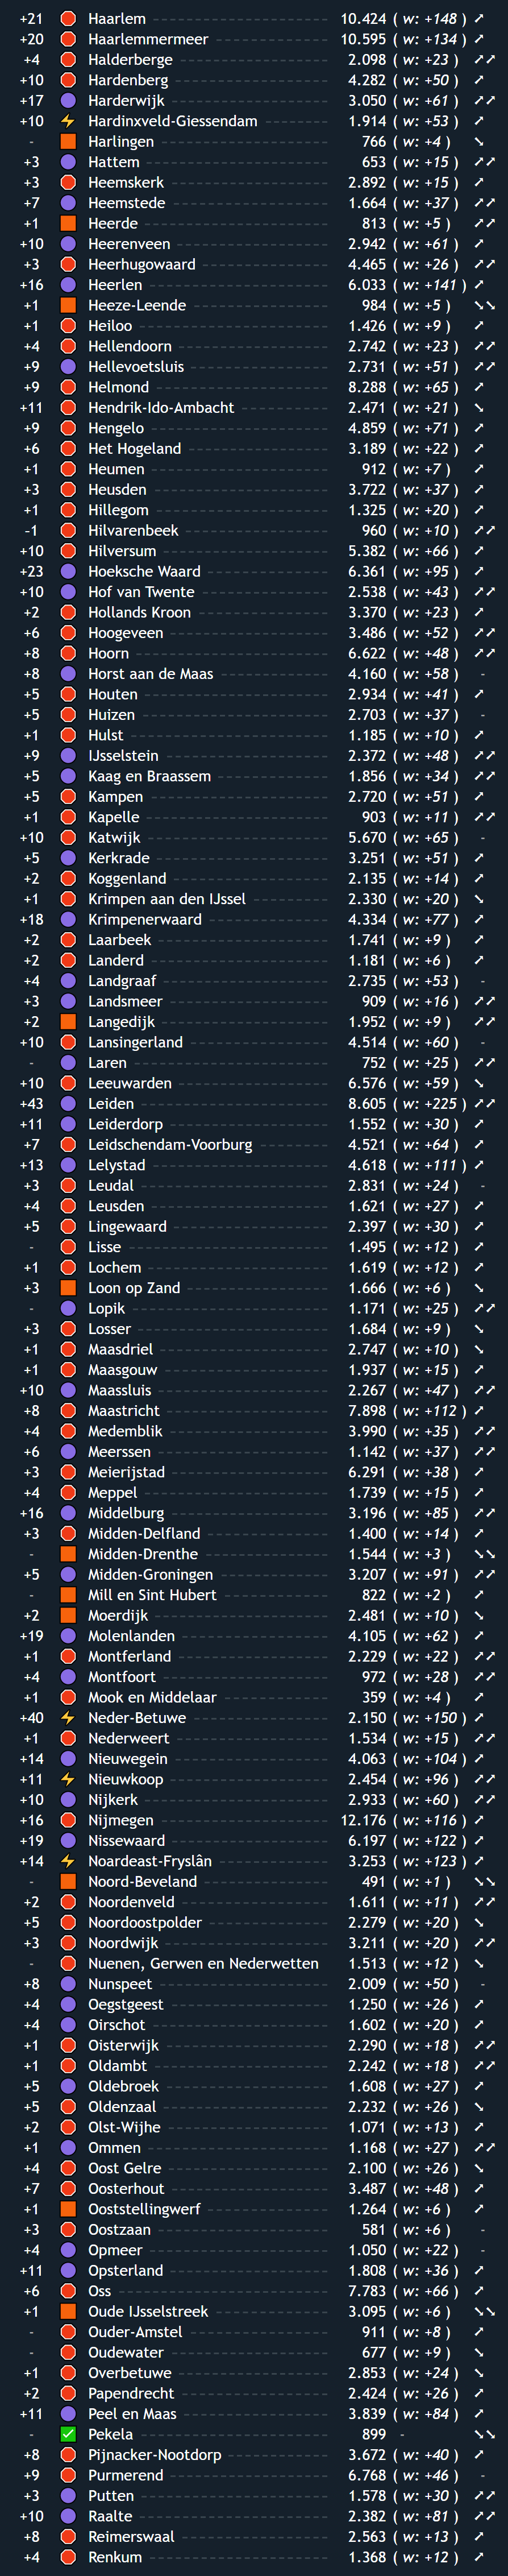 +21 Haarlem 10.424 ( w: +148 ) ↗
+20 Haarlemmermeer 10.595 ( w: +134 ) ↗
+4 Halderberge 2.098 ( w: +23 ) ↗↗
+10 Hardenberg 4.282 ( w: +50 ) ↗
+17 Harderwijk 3.050 ( w: +61 ) ↗↗
+10 Hardinxveld-Giessendam 1.914 ( w: +53 ) ↗
- Harlingen 766 ( w: +4 ) ↘
+3 Hattem 653 ( w: +15 ) ↗↗
+3 Heemskerk 2.892 ( w: +15 ) ↗
+7 Heemstede 1.664 ( w: +37 ) ↗↗
+1 Heerde 813 ( w: +5 ) ↗↗
+10 Heerenveen 2.942 ( w: +61 ) ↗
+3 Heerhugowaard 4.465 ( w: +26 ) ↗↗
+16 Heerlen 6.033 ( w: +141 ) ↗
+1 Heeze-Leende 984 ( w: +5 ) ↘↘
+1 Heiloo 1.426 ( w: +9 ) ↗
+4 Hellendoorn 2.742 ( w: +23 ) ↗↗
+9 Hellevoetsluis 2.731 ( w: +51 ) ↗↗
+9 Helmond 8.288 ( w: +65 ) ↗
+11 Hendrik-Ido-Ambacht 2.471 ( w: +21 ) ↘
+9 Hengelo 4.859 ( w: +71 ) ↗
+6 Het Hogeland 3.189 ( w: +22 ) ↗
+1 Heumen 912 ( w: +7 ) ↗
+3 Heusden 3.722 ( w: +37 ) ↗
+1 Hillegom 1.325 ( w: +20 ) ↗
-1 Hilvarenbeek 960 ( w: +10 ) ↗↗
+10 Hilversum 5.382 ( w: +66 ) ↗
+23 Hoeksche Waard 6.361 ( w: +95 ) ↗
+10 Hof van Twente 2.538 ( w: +43 ) ↗↗
+2 Hollands Kroon 3.370 ( w: +23 ) ↗
+6 Hoogeveen 3.486 ( w: +52 ) ↗↗
+8 Hoorn 6.622 ( w: +48 ) ↗↗
+8 Horst aan de Maas 4.160 ( w: +58 ) -
+5 Houten 2.934 ( w: +41 ) ↗
+5 Huizen 2.703 ( w: +37 ) -
+1 Hulst 1.185 ( w: +10 ) ↗
+9 IJsselstein 2.372 ( w: +48 ) ↗↗
+5 Kaag en Braassem 1.856 ( w: +34 ) ↗↗
+5 Kampen 2.720 ( w: +51 ) ↗
+1 Kapelle 903 ( w: +11 ) ↗↗
+10 Katwijk 5.670 ( w: +65 ) -
+5 Kerkrade 3.251 ( w: +51 ) ↗
+2 Koggenland 2.135 ( w: +14 ) ↗
+1 Krimpen aan den IJssel 2.330 ( w: +20 ) ↘
+18 Krimpenerwaard 4.334 ( w: +77 ) ↗
+2 Laarbeek 1.741 ( w: +9 ) ↗
+2 Landerd 1.181 ( w: +6 ) ↗
+4 Landgraaf 2.735 ( w: +53 ) -
+3 Landsmeer 909 ( w: +16 ) ↗↗
+2 Langedijk 1.952 ( w: +9 ) ↗↗
+10 Lansingerland 4.514 ( w: +60 ) -
- Laren 752 ( w: +25 ) ↗↗
+10 Leeuwarden 6.576 ( w: +59 ) ↘
+43 Leiden 8.605 ( w: +225 ) ↗↗
+11 Leiderdorp 1.552 ( w: +30 ) ↗
+7 Leidschendam-Voorburg 4.521 ( w: +64 ) ↗
+13 Lelystad 4.618 ( w: +111 ) ↗
+3 Leudal 2.831 ( w: +24 ) -
+4 Leusden 1.621 ( w: +27 ) ↗
+5 Lingewaard 2.397 ( w: +30 ) ↗
- Lisse 1.495 ( w: +12 ) ↗
+1 Lochem 1.619 ( w: +12 ) ↗
+3 Loon op Zand 1.666 ( w: +6 ) ↘
- Lopik 1.171 ( w: +25 ) ↗↗
+3 Losser 1.684 ( w: +9 ) ↘
+1 Maasdriel 2.747 ( w: +10 ) ↘
+1 Maasgouw 1.937 ( w: +15 ) ↗
+10 Maassluis 2.267 ( w: +47 ) ↗↗
+8 Maastricht 7.898 ( w: +112 ) ↗
+4 Medemblik 3.990 ( w: +35 ) ↗↗
+6 Meerssen 1.142 ( w: +37 ) ↗↗
+3 Meierijstad 6.291 ( w: +38 ) ↗
+4 Meppel 1.739 ( w: +15 ) ↗
+16 Middelburg 3.196 ( w: +85 ) ↗↗
+3 Midden-Delfland 1.400 ( w: +14 ) ↗
- Midden-Drenthe 1.544 ( w: +3 ) ↘↘
+5 Midden-Groningen 3.207 ( w: +91 ) ↗↗
- Mill en Sint Hubert 822 ( w: +2 ) ↗
+2 Moerdijk 2.481 ( w: +10 ) ↘
+19 Molenlanden 4.105 ( w: +62 ) ↗
+1 Montferland 2.229 ( w: +22 ) ↗↗
+4 Montfoort 972 ( w: +28 ) ↗↗
+1 Mook en Middelaar 359 ( w: +4 ) ↗
+40 Neder-Betuwe 2.150 ( w: +150 ) ↗
+1 Nederweert 1.534 ( w: +15 ) ↗↗
+14 Nieuwegein 4.063 ( w: +104 ) ↗
+11 Nieuwkoop 2.454 ( w: +96 ) ↗↗
+10 Nijkerk 2.933 ( w: +60 ) ↗↗
+16 Nijmegen 12.176 ( w: +116 ) ↗
+19 Nissewaard 6.197 ( w: +122 ) ↗
+14 Noardeast-Fryslân 3.253 ( w: +123 ) ↗
- Noord-Beveland 491 ( w: +1 ) ↘↘
+2 Noordenveld 1.611 ( w: +11 ) ↗↗
+5 Noordoostpolder 2.279 ( w: +20 ) ↘
+3 Noordwijk 3.211 ( w: +20 ) ↗↗
- Nuenen, Gerwen en Nederwetten 1.513 ( w: +12 ) ↘
+8 Nunspeet 2.009 ( w: +50 ) -
+4 Oegstgeest 1.250 ( w: +26 ) ↗
+4 Oirschot 1.602 ( w: +20 ) ↗
+1 Oisterwijk 2.290 ( w: +18 ) ↗↗
+1 Oldambt 2.242 ( w: +18 ) ↗↗
+5 Oldebroek 1.608 ( w: +27 ) ↗
+5 Oldenzaal 2.232 ( w: +26 ) ↘
+2 Olst-Wijhe 1.071 ( w: +13 ) ↗
+1 Ommen 1.168 ( w: +27 ) ↗↗
+4 Oost Gelre 2.100 ( w: +26 ) ↘
+7 Oosterhout 3.487 ( w: +48 ) ↗
+1 Ooststellingwerf 1.264 ( w: +6 ) ↗
+3 Oostzaan 581 ( w: +6 ) -
+4 Opmeer 1.050 ( w: +22 ) -
+11 Opsterland 1.808 ( w: +36 ) ↗
+6 Oss 7.783 ( w: +66 ) ↗
+1 Oude IJsselstreek 3.095 ( w: +6 ) ↘↘
- Ouder-Amstel 911 ( w: +8 ) ↗
- Oudewater 677 ( w: +9 ) ↘
+1 Overbetuwe 2.853 ( w: +24 ) ↘
+2 Papendrecht 2.424 ( w: +26 ) ↗
+11 Peel en Maas 3.839 ( w: +84 ) ↗
- Pekela 899 - ↘↘
+8 Pijnacker-Nootdorp 3.672 ( w: +40 ) ↗
+9 Purmerend 6.768 ( w: +46 ) -
+3 Putten 1.578 ( w: +30 ) ↗↗
+10 Raalte 2.382 ( w: +81 ) ↗↗
+8 Reimerswaal 2.563 ( w: +13 ) ↗
+4 Renkum 1.368 ( w: +12 ) ↗